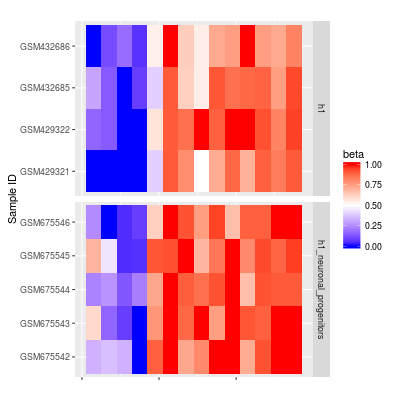 GSM432686
GSM432685
GSM429322
GSM429321
h1
GSM675546
GSM675545
GSM675544
GSM675543
GSM675542
h1_neuronal_progenitors
Sample ID
beta
1.00
0.75
0.50
0.25
0.00